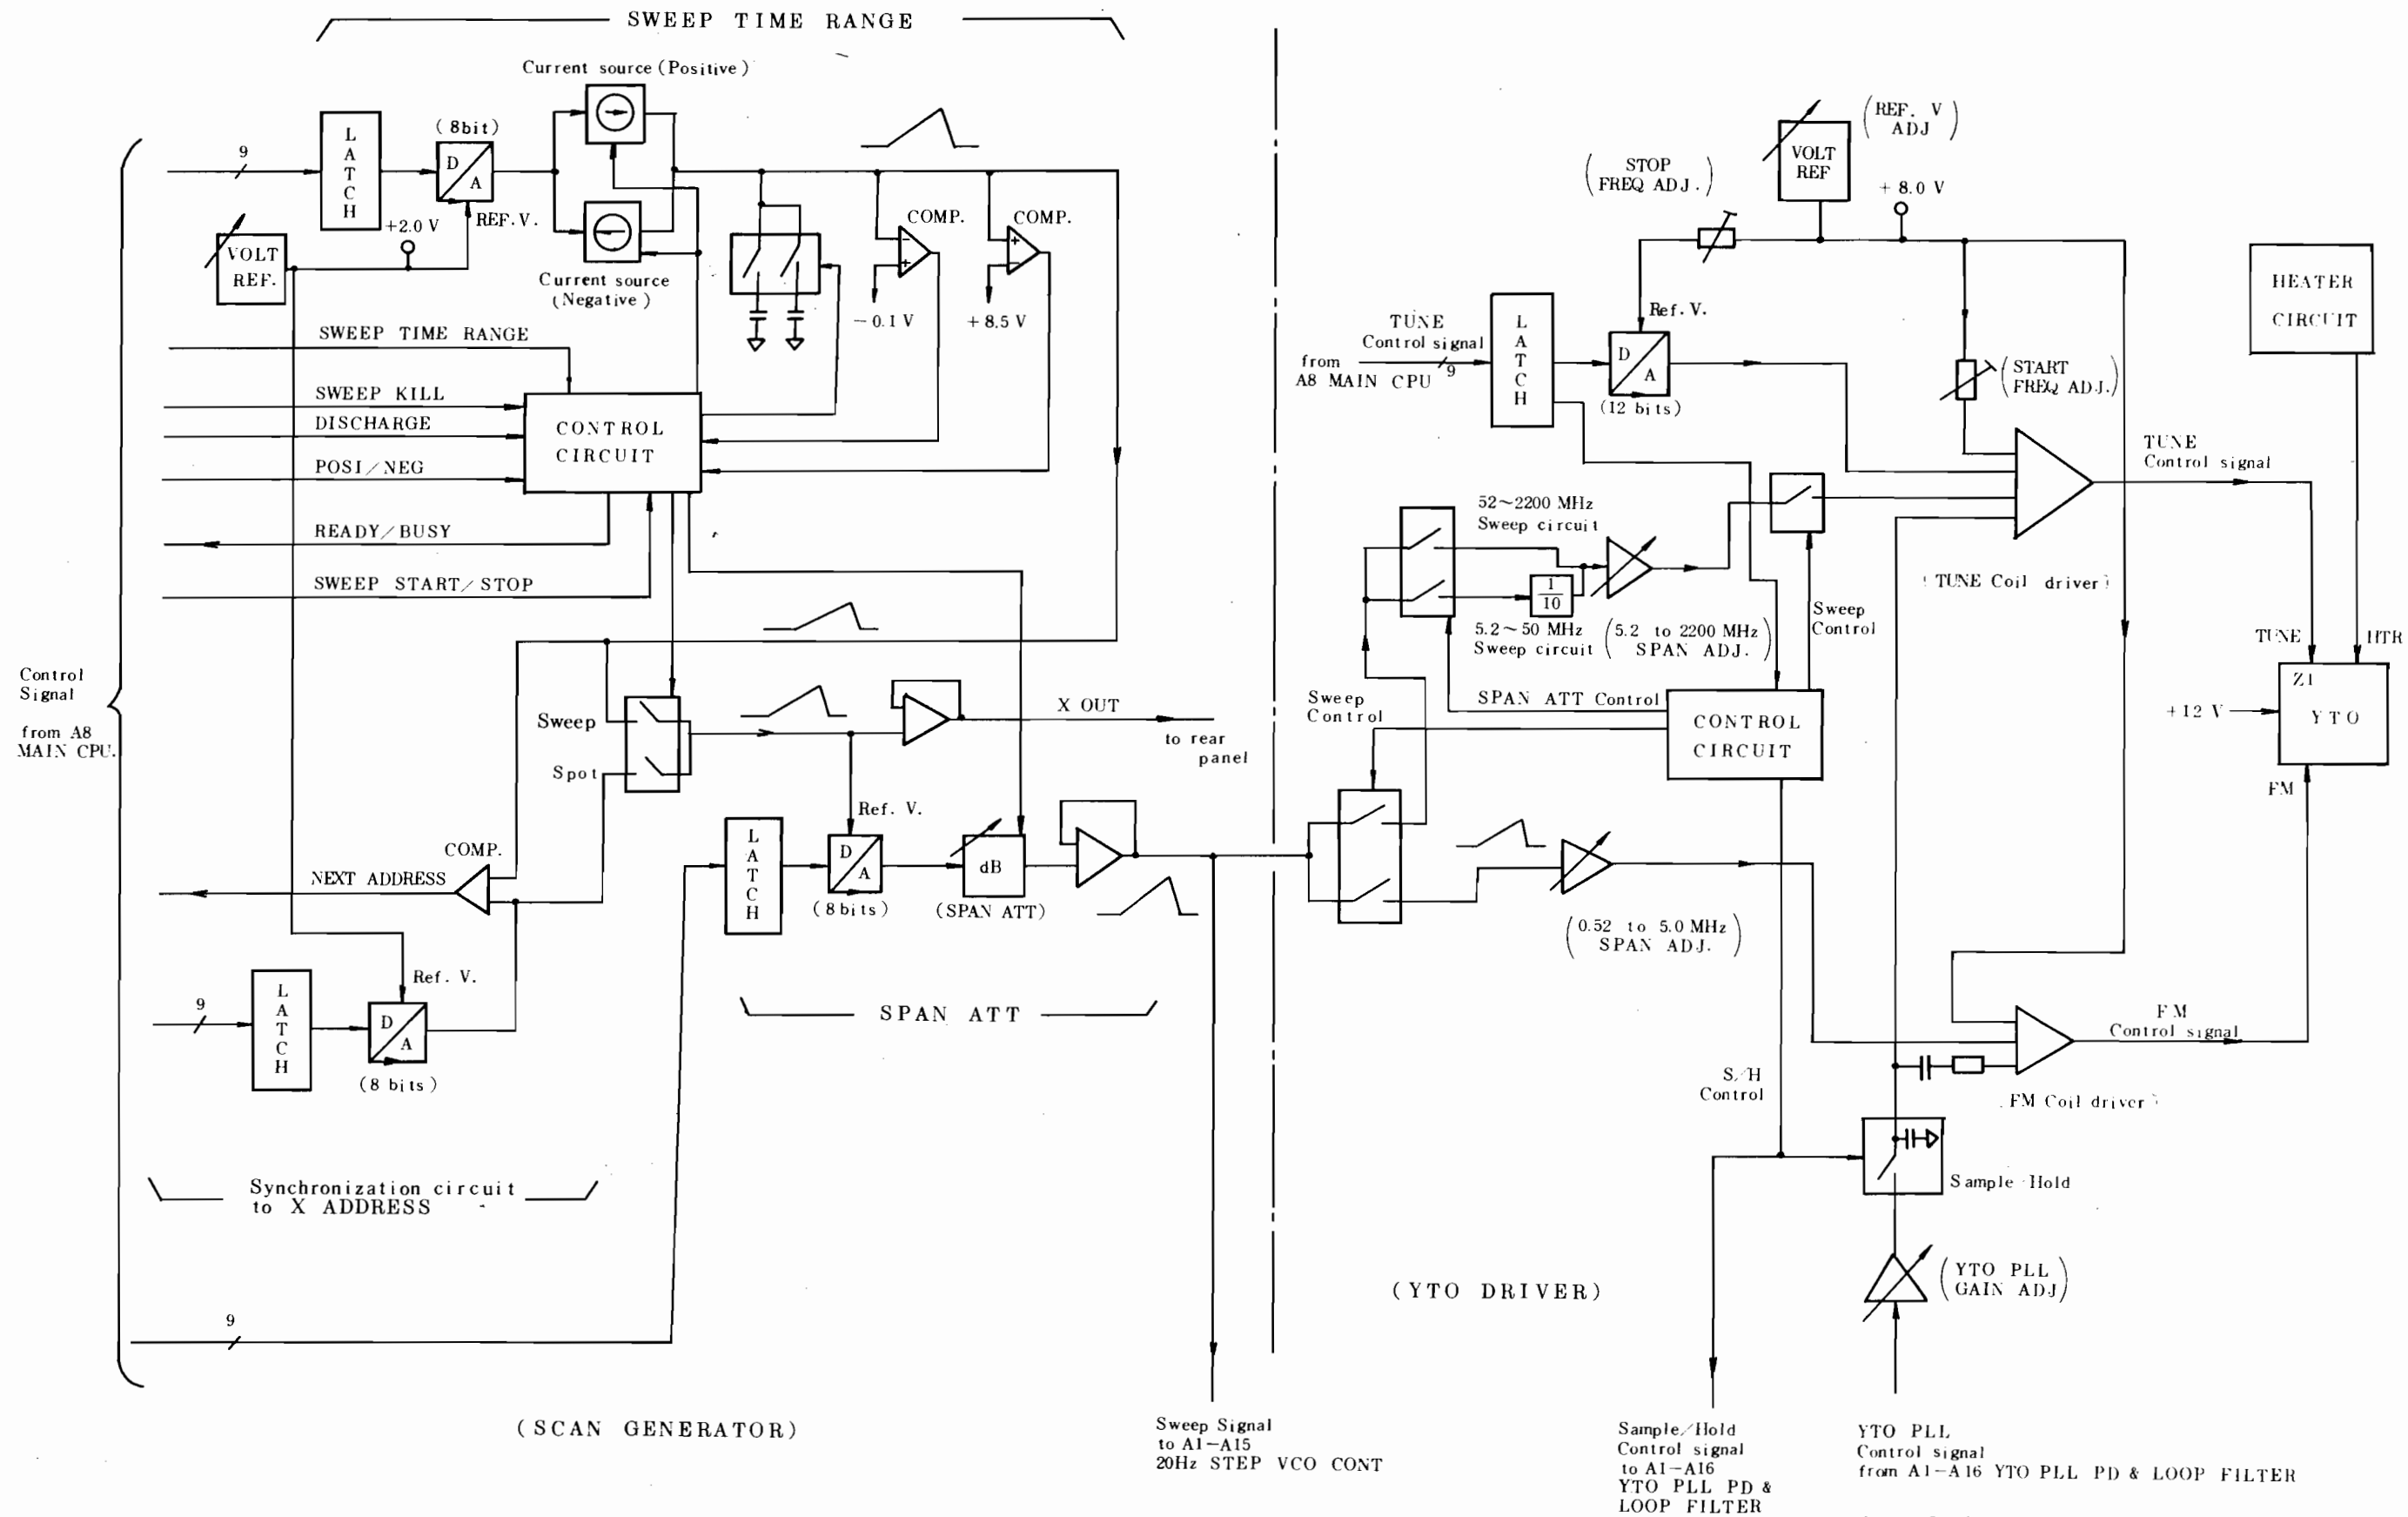 SWEEP TIME RANGE
Current source (Positive)
(8bit)
9
LATCH
D
A
REF. V.
+2.0 V
VOLT
REF.
Current source
(Negative)
COMP.
COMP.
− 0.1 V
+ 8.5 V
SWEEP TIME RANGE
SWEEP KILL
DISCHARGE
POSI/NEG
CONTROL
CIRCUIT
READY/BUSY
SWEEP START/STOP
Control
Signal
from A8
MAIN CPU.
Sweep
Spot
X OUT
to rear
panel
Ref. V.
COMP.
NEXT ADDRESS
LATCH
D
A
(8bits)
dB
(SPAN ATT)
Ref. V.
9
LATCH
D
A
(8 bits)
SPAN ATT
Synchronization circuit
to X ADDRESS
9
(SCAN GENERATOR)
Sweep Signal
to A1−A15
20Hz STEP VCO CONT
(REF. V
ADJ)
VOLT
REF
(STOP
FREQ ADJ.)
+ 8.0 V
Ref. V.
TUNE
Control signal
from
A8 MAIN CPU
9
LATCH
D
A
(12 bits)
(START
FREQ ADJ.)
HEATER
CIRCUIT
TUNE
Control signal
52∼2200 MHz
Sweep circuit
1
10
5.2∼50 MHz
Sweep circuit
(5.2 to 2200 MHz
SPAN ADJ.)
Sweep
Control
(TUNE Coil driver)
TUNE
HTR
Sweep
Control
SPAN ATT Control
CONTROL
CIRCUIT
+12 V
Z1
YTO
FM
(0.52 to 5.0 MHz
SPAN ADJ.)
FM
Control signal
S/H
Control
(FM Coil driver)
Sample/Hold
(YTO DRIVER)
(YTO PLL
GAIN ADJ)
Sample/Hold
Control signal
to A1−A16
YTO PLL PD &
LOOP FILTER
YTO PLL
Control signal
from A1−A16 YTO PLL PD & LOOP FILTER